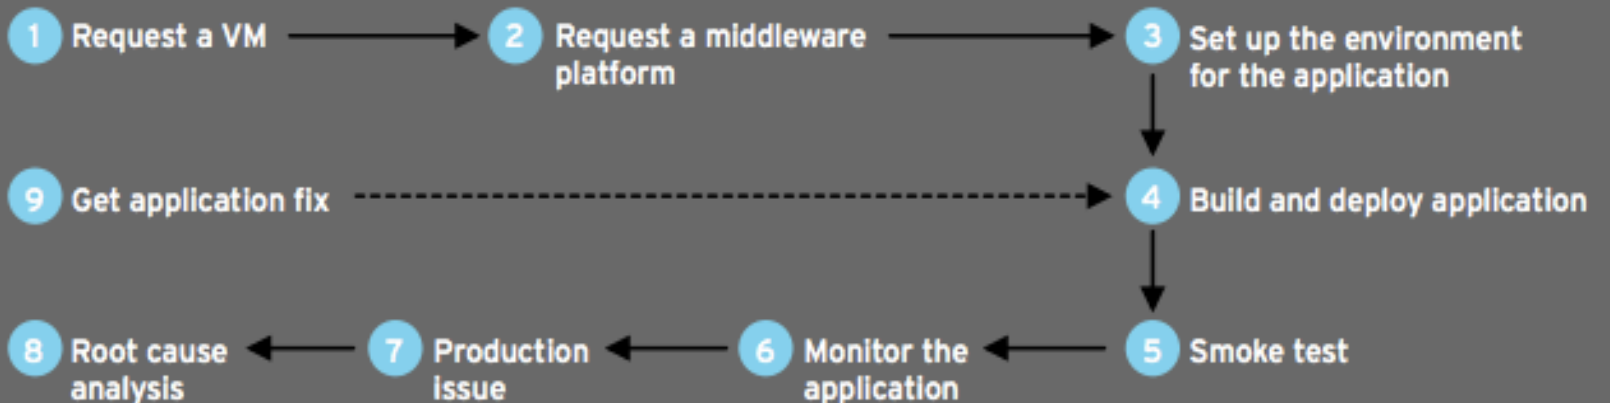 1 Request a VM
2 Request a middleware
platform
3 Set up the environment
for the application
9 Get application fix
4 Build and deploy application
8 Root cause
analysis
7 Production
issue
6 Monitor the
application
5 Smoke test